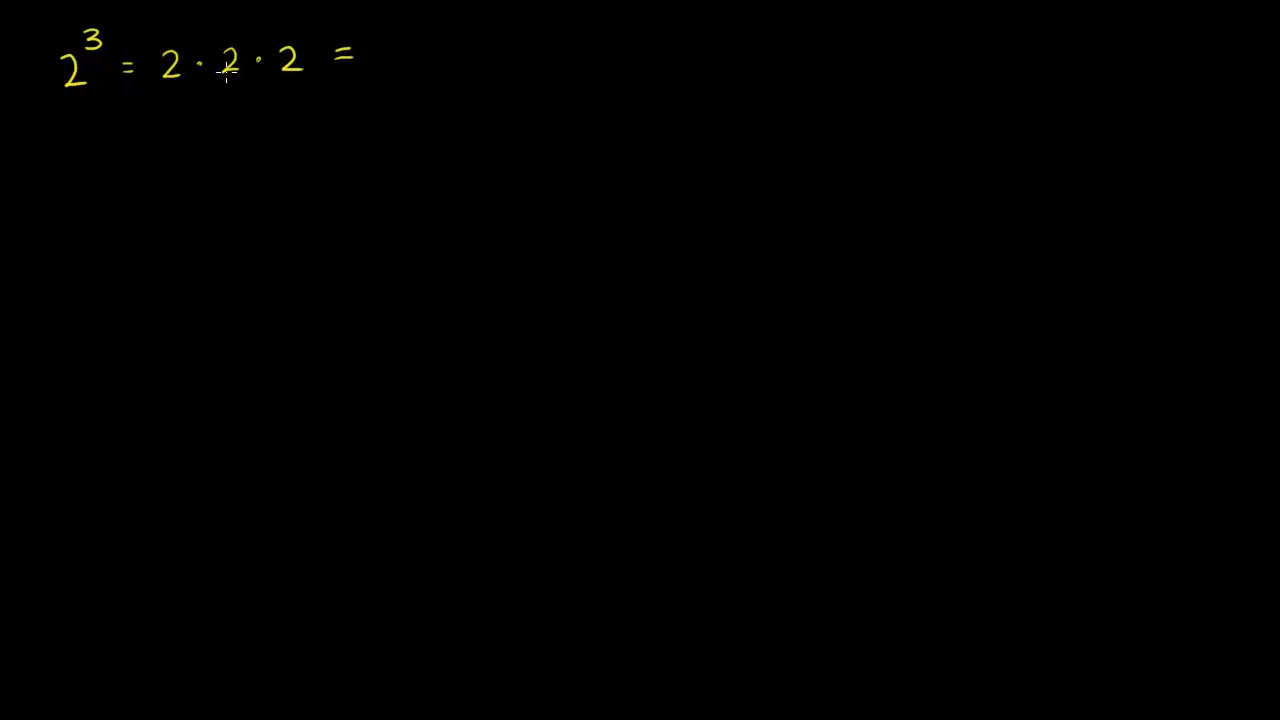 2³ = 2 · 2 · 2 =